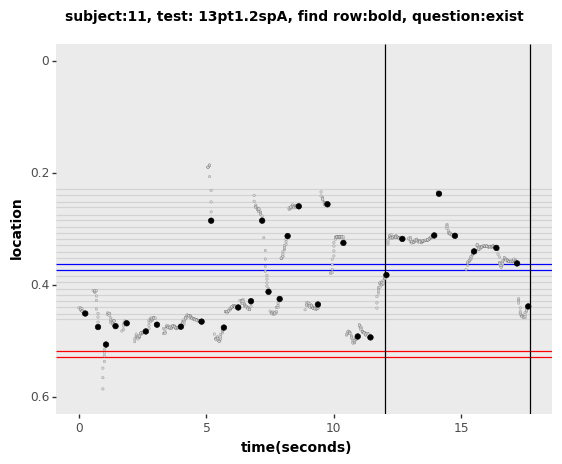 subject:11, test: 13pt1.2spA, find row:bold, question:exist
0
0.2
0.4
0.6
location
0
5
10
15
time(seconds)